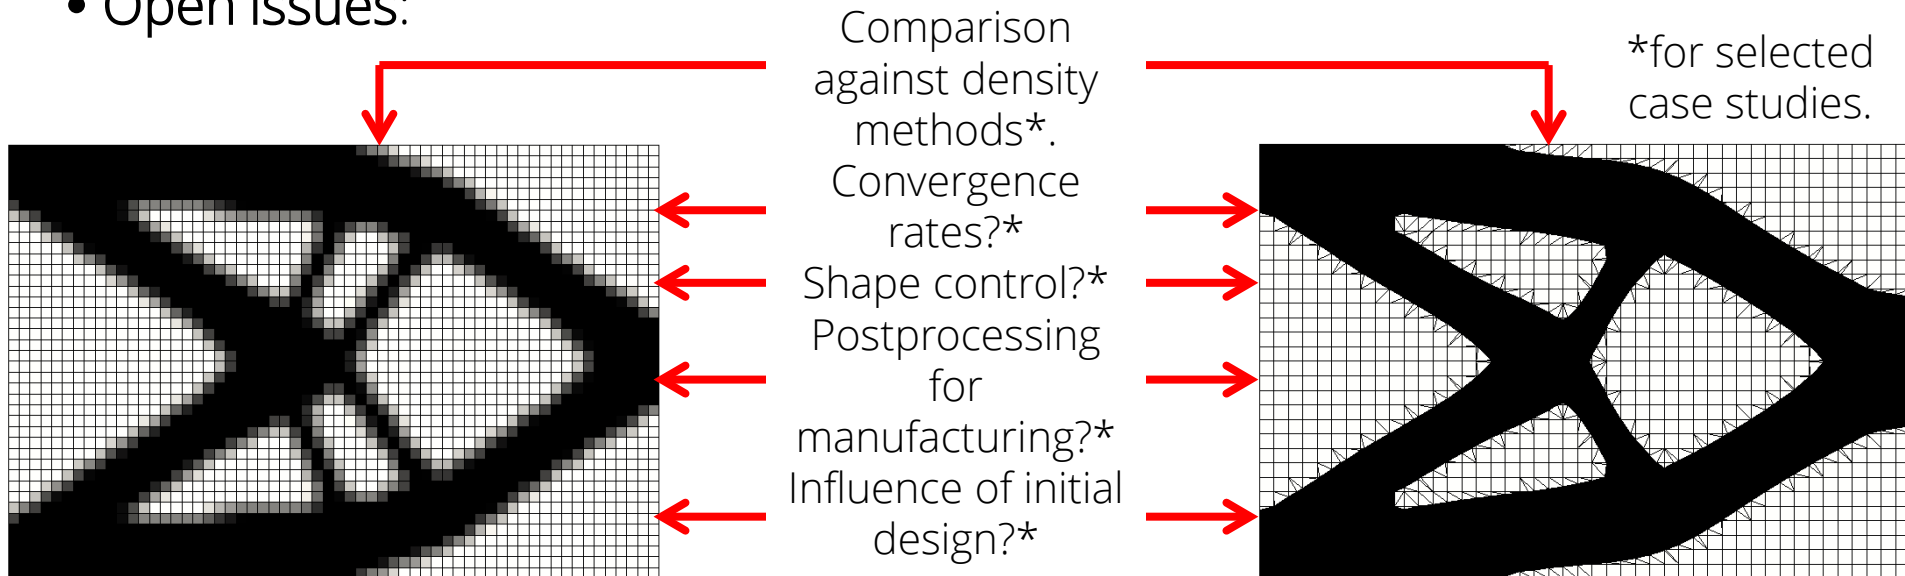 • Open issues:
Comparison
against density
methods*.
Convergence
rates?*
Shape control?*
Postprocessing
for
manufacturing?*
Influence of initial
design?*
*for selected
case studies.